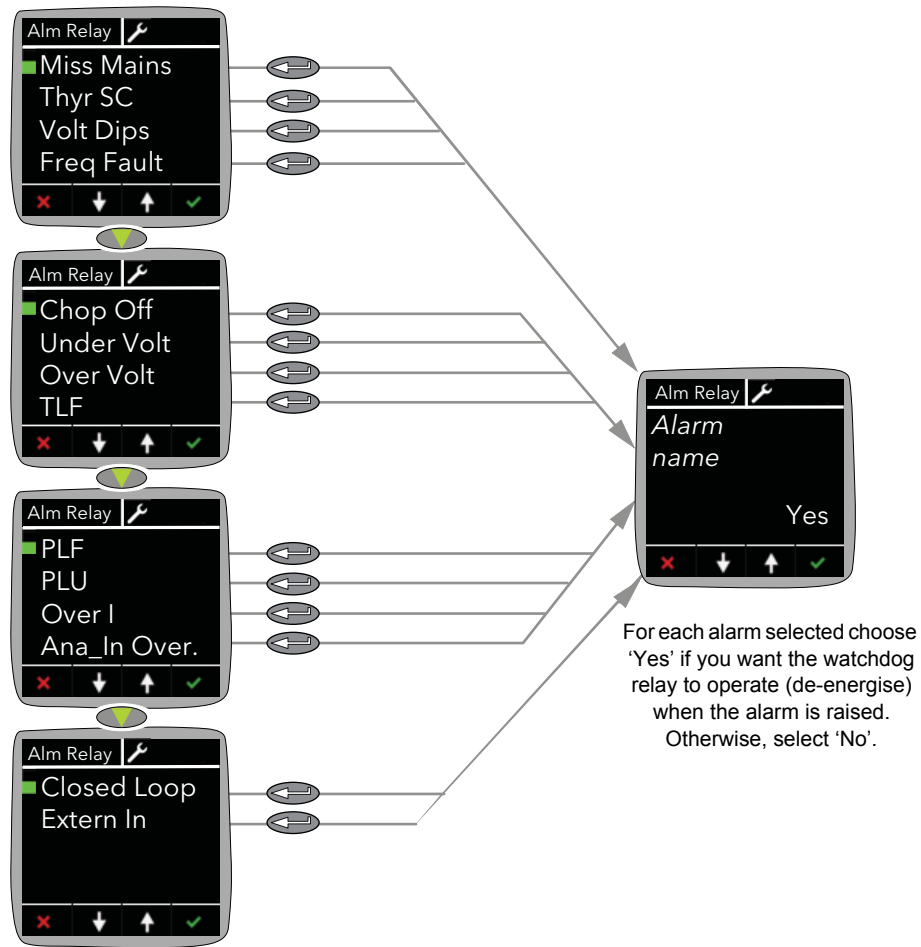 Alm Relay
Miss Mains
Thyr SC
Volt Dips
Freq Fault
Alm Relay
Chop Off
Under Volt
Over Volt
TLF
Alm Relay
PLF
PLU
Over I
Ana_In Over.
Alm Relay
Closed Loop
Extern In
Alm Relay
Alarm
name
Yes
For each alarm selected choose
‘Yes’ if you want the watchdog
relay to operate (de-energise)
when the alarm is raised.
Otherwise, select ‘No’.